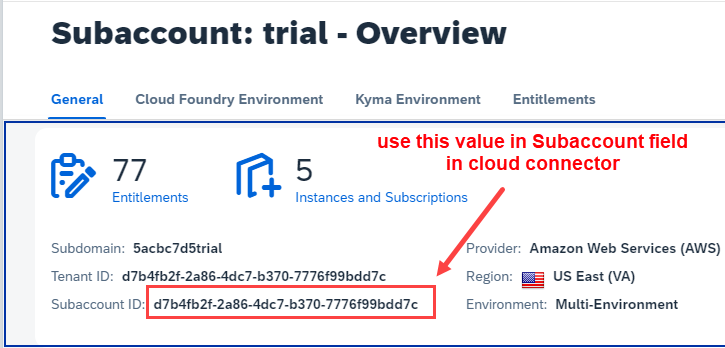 Subaccount: trial - Overview
General Cloud Foundry Environment Kyma Environment Entitlements
use this value in Subaccount field
in cloud connector
77 5
Entitlements Instances and Subscriptions
Subdomain: 5acbc7d5trial Provider: Amazon Web Services (AWS)
Tenant ID: d7b4fb2f-2a86-4dc7-b370-7776f99bdd7c Region: US East (VA)
Subaccount ID: d7b4fb2f-2a86-4dc7-b370-7776f99bdd7c Environment: Multi-Environment